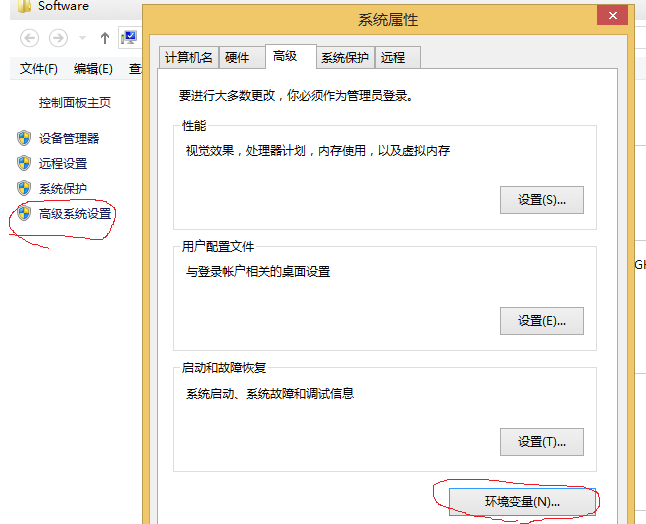 Software
文件(F) 编辑(E) 查
控制面板主页
设备管理器
远程设置
系统保护
高级系统设置
系统属性
计算机名 硬件 高级 系统保护 远程
要进行大多数更改，你必须作为管理员登录。
性能
视觉效果，处理器计划，内存使用，以及虚拟内存
设置(S)...
用户配置文件
与登录帐户相关的桌面设置
设置(E)...
启动和故障恢复
系统启动、系统故障和调试信息
设置(T)...
环境变量(N)...